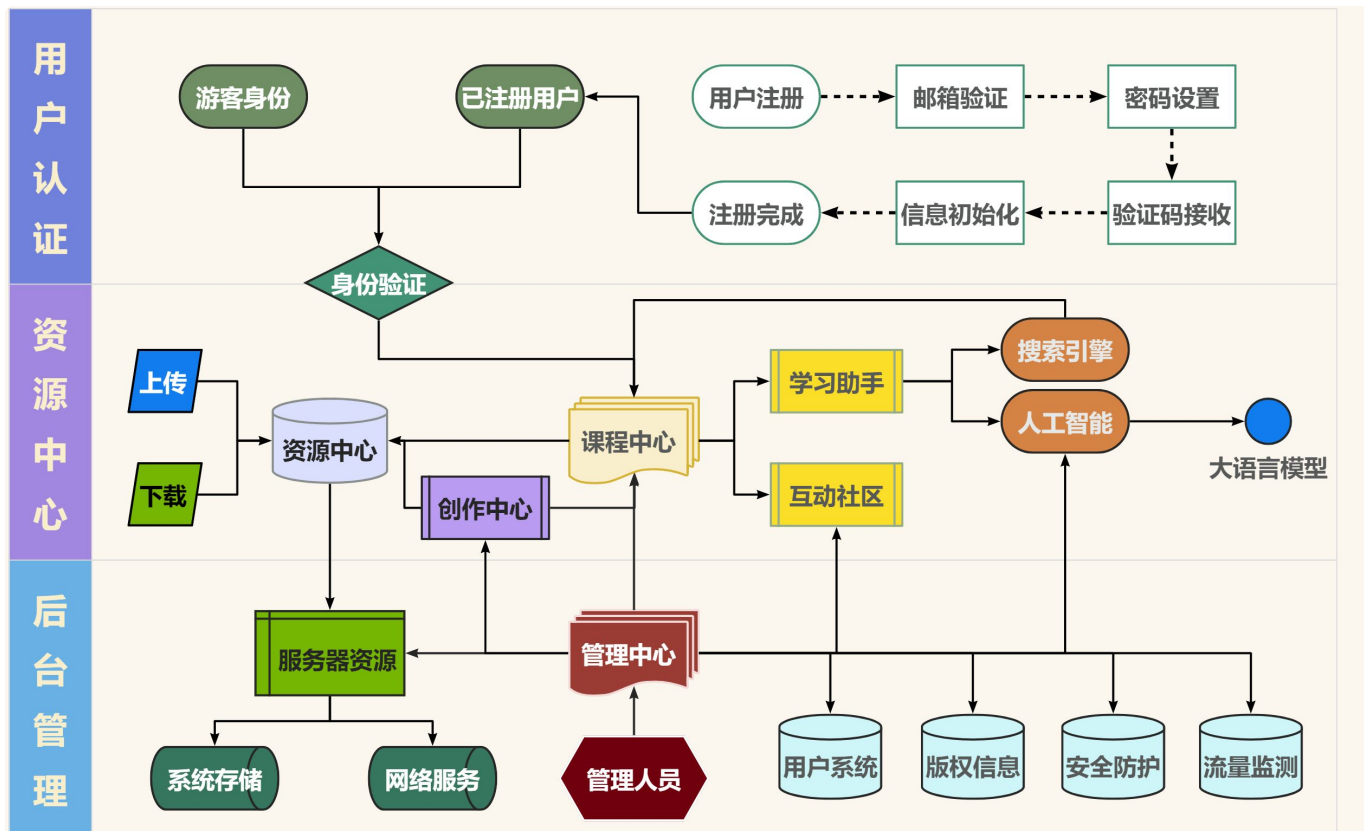 用户认证
游客身份
已注册用户
用户注册
邮箱验证
密码设置
注册完成
信息初始化
验证码接收
身份验证
资源中心
上传
下载
资源中心
创作中心
课程中心
学习助手
互动社区
搜索引擎
人工智能
大语言模型
后台管理
服务器资源
管理中心
系统存储
网络服务
管理人员
用户系统
版权信息
安全防护
流量监测